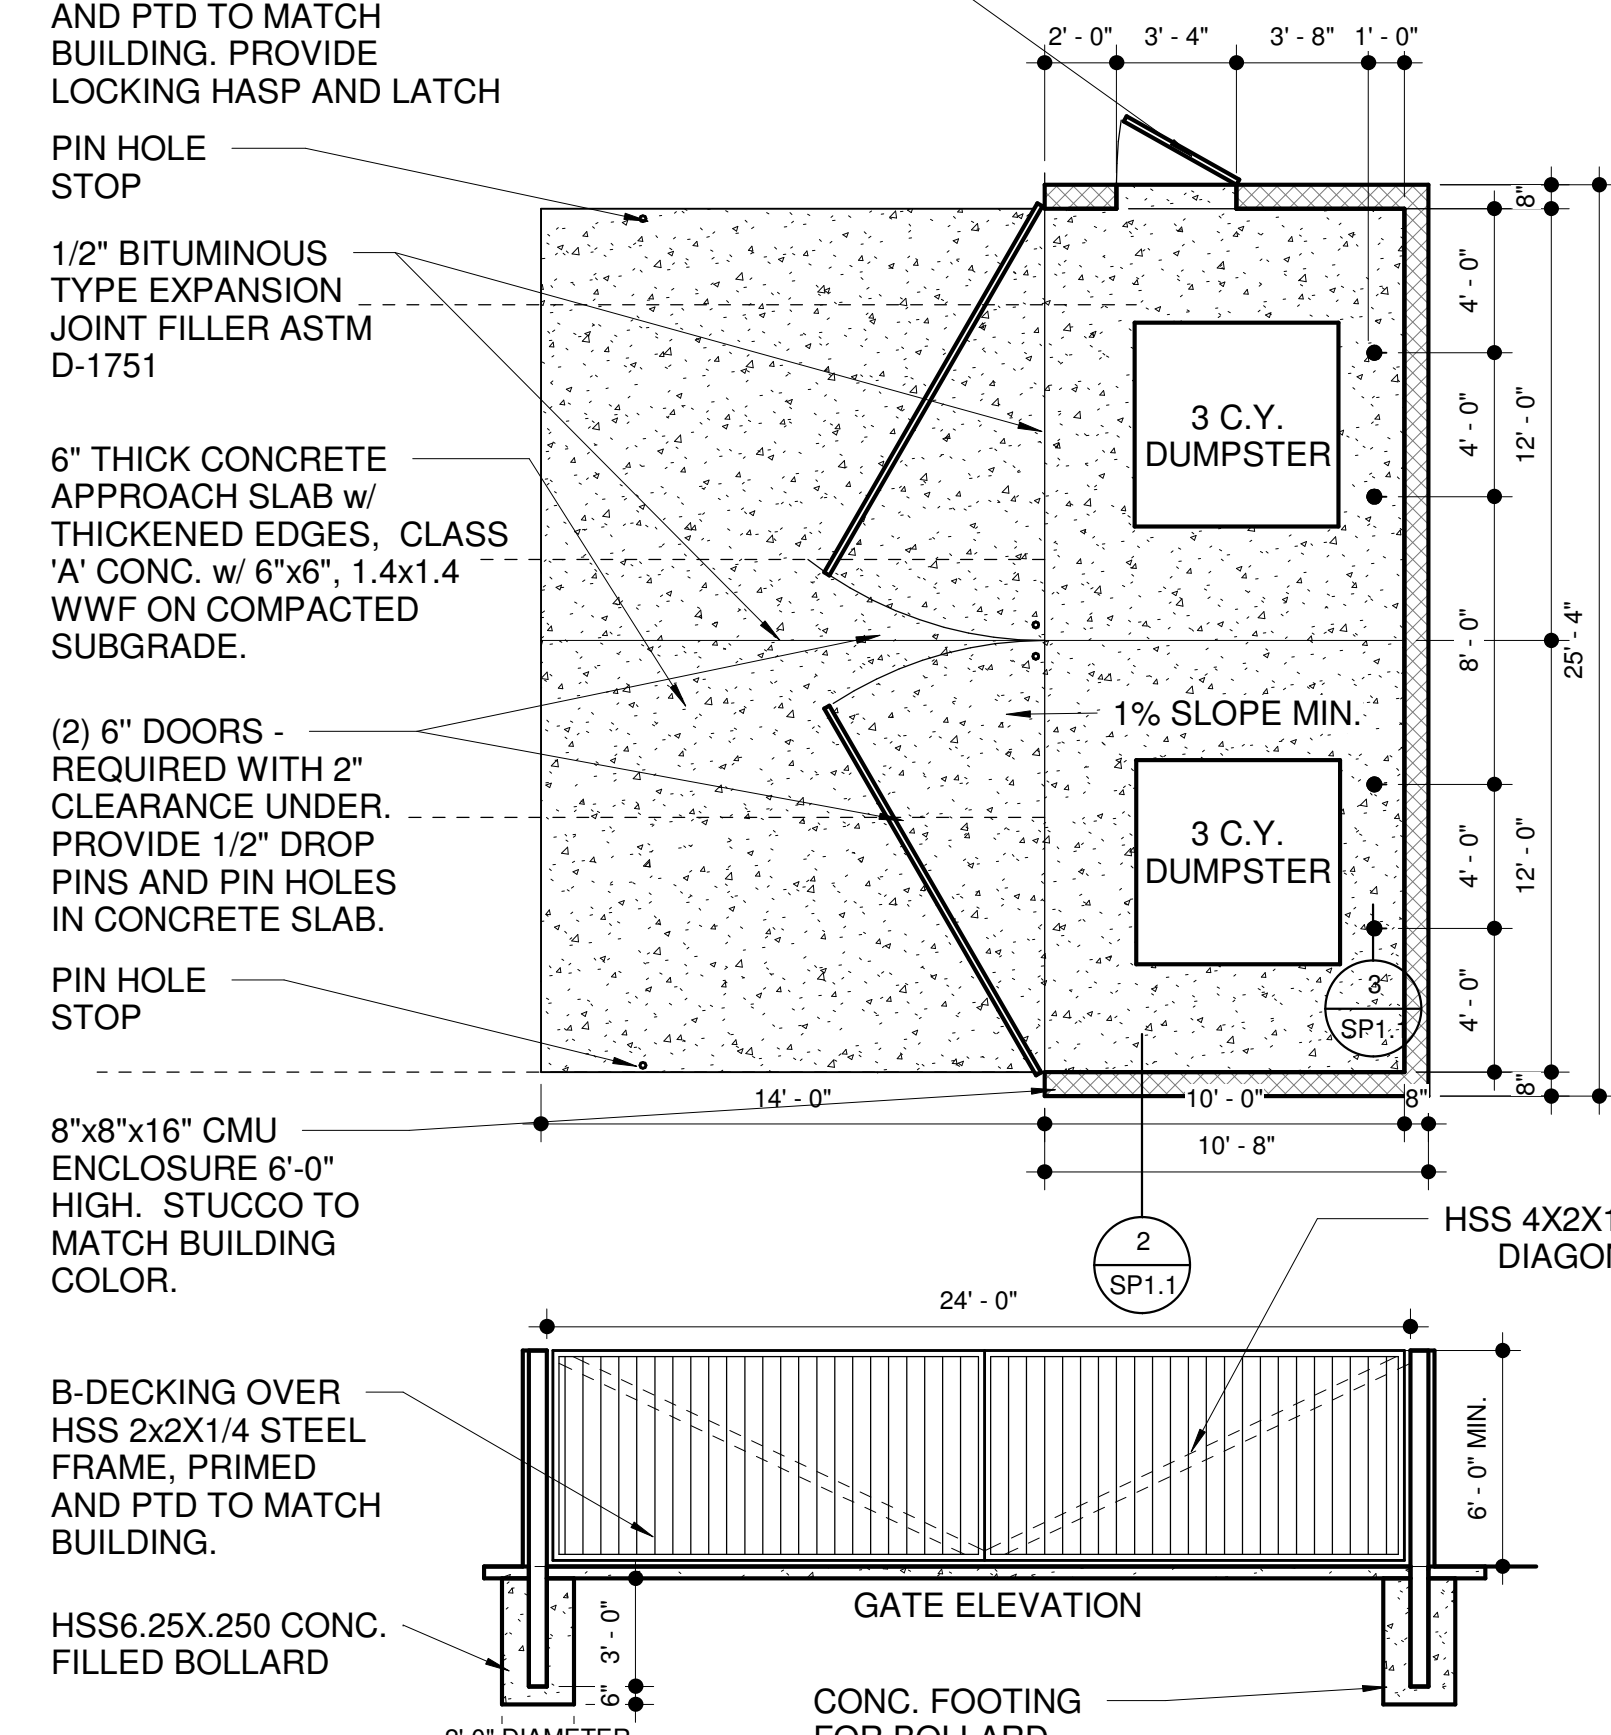 AND PTD TO MATCH
BUILDING. PROVIDE
LOCKING HASP AND LATCH
PIN HOLE
STOP
1/2" BITUMINOUS
TYPE EXPANSION
JOINT FILLER ASTM
D-1751
6" THICK CONCRETE
APPROACH SLAB w/
THICKENED EDGES, CLASS
'A' CONC. w/ 6"x6", 1.4x1.4
WWF ON COMPACTED
SUBGRADE.
(2) 6" DOORS -
REQUIRED WITH 2"
CLEARANCE UNDER.
PROVIDE 1/2" DROP
PINS AND PIN HOLES
IN CONCRETE SLAB.
PIN HOLE
STOP
8"x8"x16" CMU
ENCLOSURE 6'-0"
HIGH. STUCCO TO
MATCH BUILDING
COLOR.
2' - 0" 3' - 4" 3' - 8" 1' - 0"
3 C.Y.
DUMPSTER
1% SLOPE MIN.
3 C.Y.
DUMPSTER
3
SP1.
8"
4' - 0"
4' - 0"
12' - 0"
8' - 0"
25' - 4"
4' - 0"
12' - 0"
4' - 0"
8"
14' - 0" 10' - 0" 8"
10' - 8"
2
SP1.1
HSS 4X2X1
DIAGON
24' - 0"
B-DECKING OVER
HSS 2x2X1/4 STEEL
FRAME, PRIMED
AND PTD TO MATCH
BUILDING.
6' - 0" MIN.
GATE ELEVATION
HSS6.25X.250 CONC.
FILLED BOLLARD
3' - 0"
6"
2'-0" DIAMETER
CONC. FOOTING
FOR BOLLARD